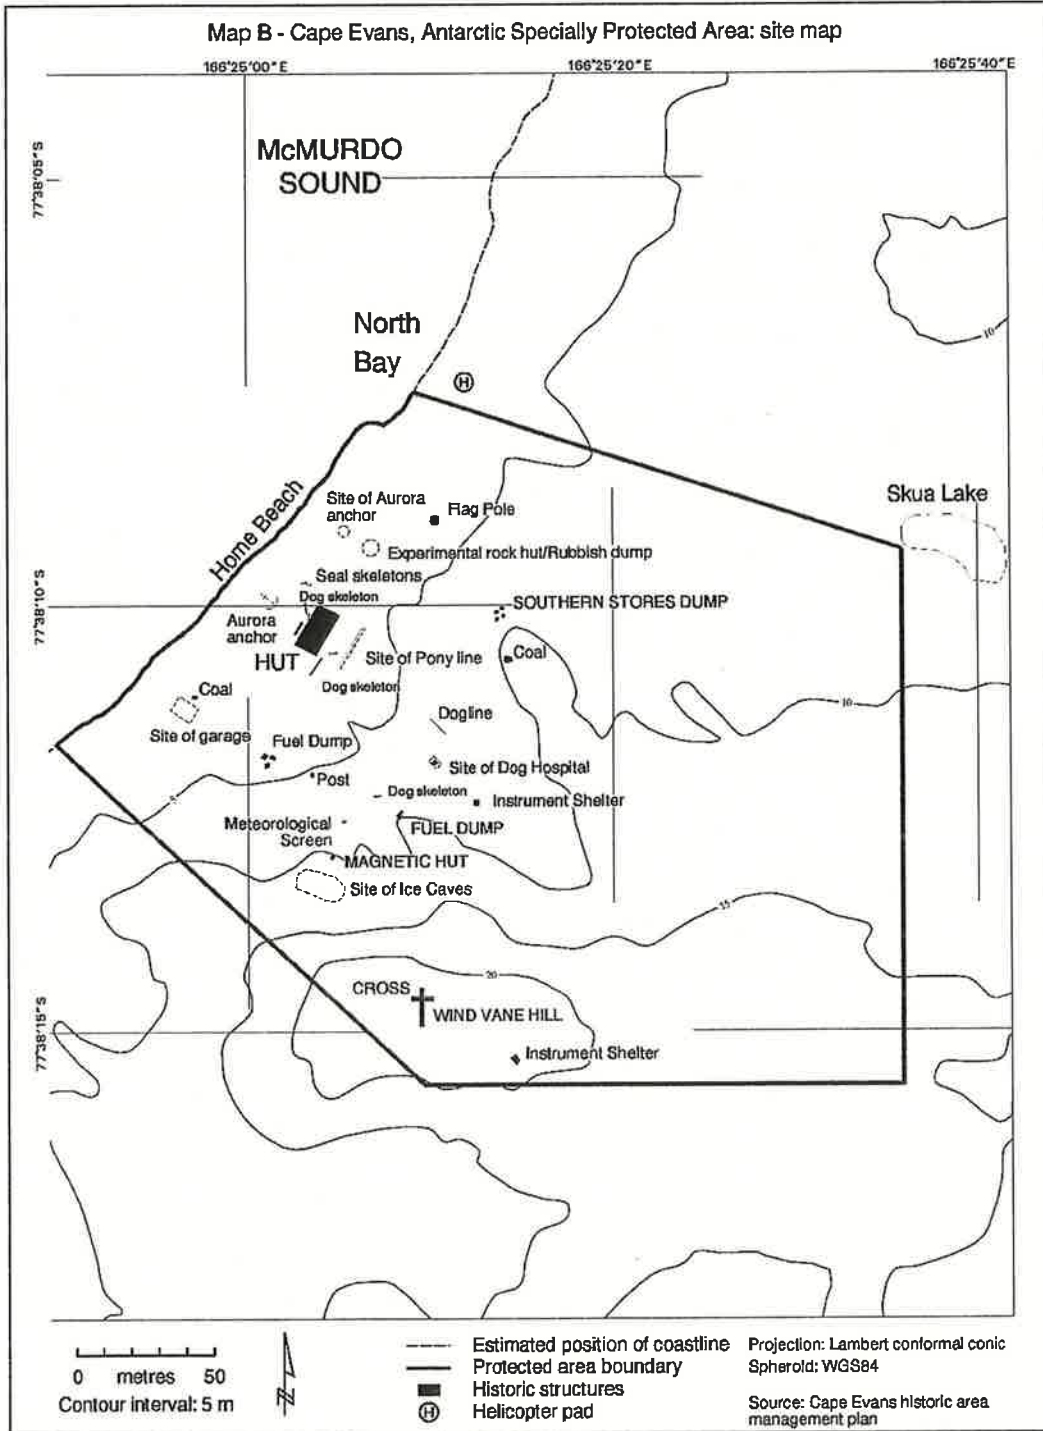 Map B - Cape Evans, Antarctic Specially Protected Area: site map
166°25'00"E
166°25'20"E
166°25'40"E
77°38'05"S
McMURDO
SOUND
North
Bay
10
H
Skua Lake
Home Beach
Site of Aurora
anchor
Flag Pole
Experimental rock hut/Rubbish dump
Seal skeletons
77°38'10"S
Dog skeleton
SOUTHERN STORES DUMP
Aurora
anchor
HUT
Site of Pony line
Coal
Dog skeleton
Coal
10
Dogline
Site of garage
Fuel Dump
Site of Dog Hospital
Post
Dog skeleton
Instrument Shelter
5
Meteorological
Screen
FUEL DUMP
MAGNETIC HUT
Site of Ice Caves
15
20
CROSS
WIND VANE HILL
77°38'15"S
Instrument Shelter
0 metres 50
Contour interval: 5 m
N
Estimated position of coastline
Protected area boundary
Historic structures
H
Helicopter pad
Projection: Lambert conformal conic
Spheroid: WGS84
Source: Cape Evans historic area
management plan